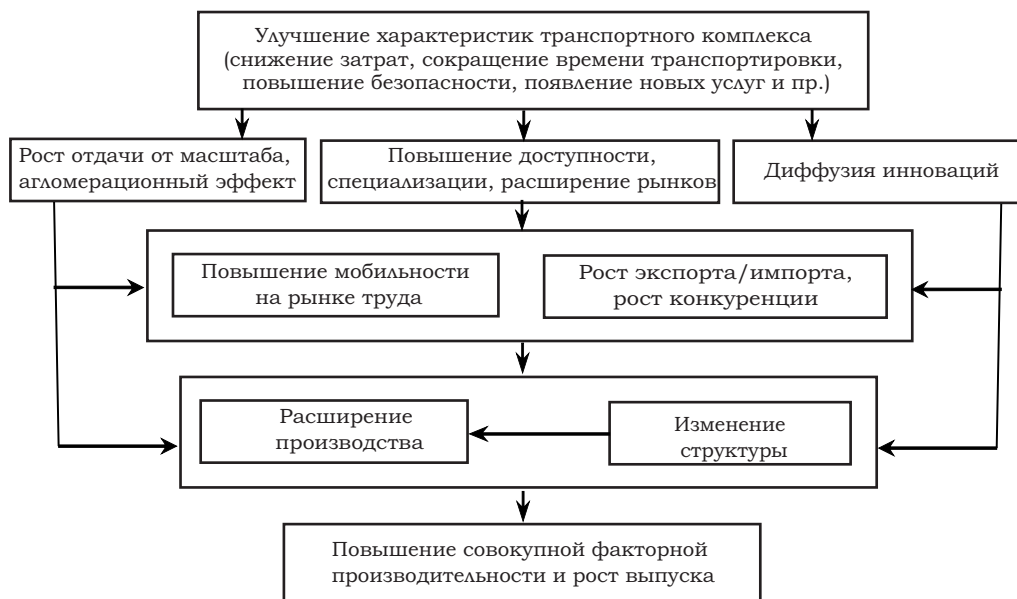 Улучшение характеристик транспортного комплекса
(снижение затрат, сокращение времени транспортировки,
повышение безопасности, появление новых услуг и пр.)
Рост отдачи от масштаба,
агломерационный эффект
Повышение доступности,
специализации, расширение рынков
Диффузия инноваций
Повышение мобильности
на рынке труда
Рост экспорта/импорта,
рост конкуренции
Расширение
производства
Изменение
структуры
Повышение совокупной факторной
производительности и рост выпуска